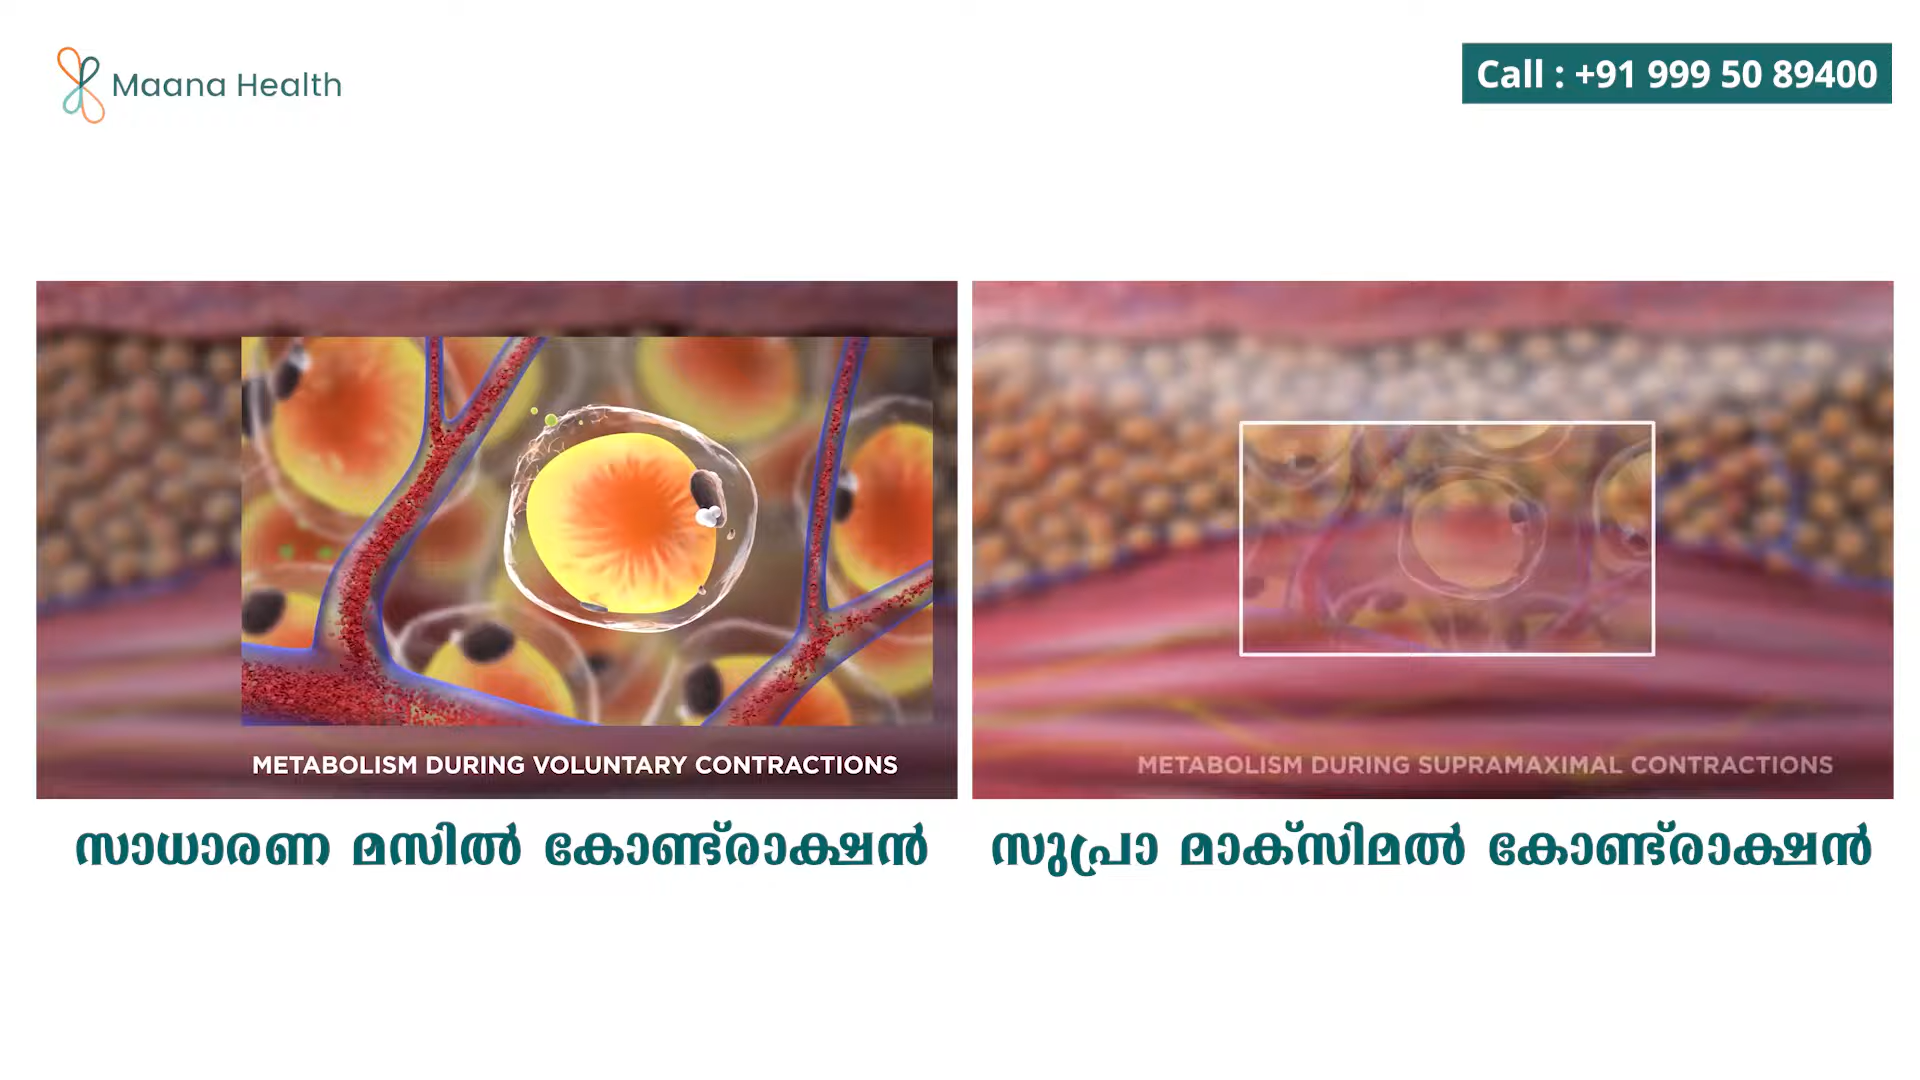 Maana Health
Call : +91 999 50 89400
METABOLISM DURING VOLUNTARY CONTRACTIONS
METABOLISM DURING SUPRAMAXIMAL CONTRACTIONS
സാധാരണ മസിൽ കോണ്ട്രാക്ഷൻ
സുപ്രാ മാക്സിമൽ കോണ്ട്രാക്ഷൻ